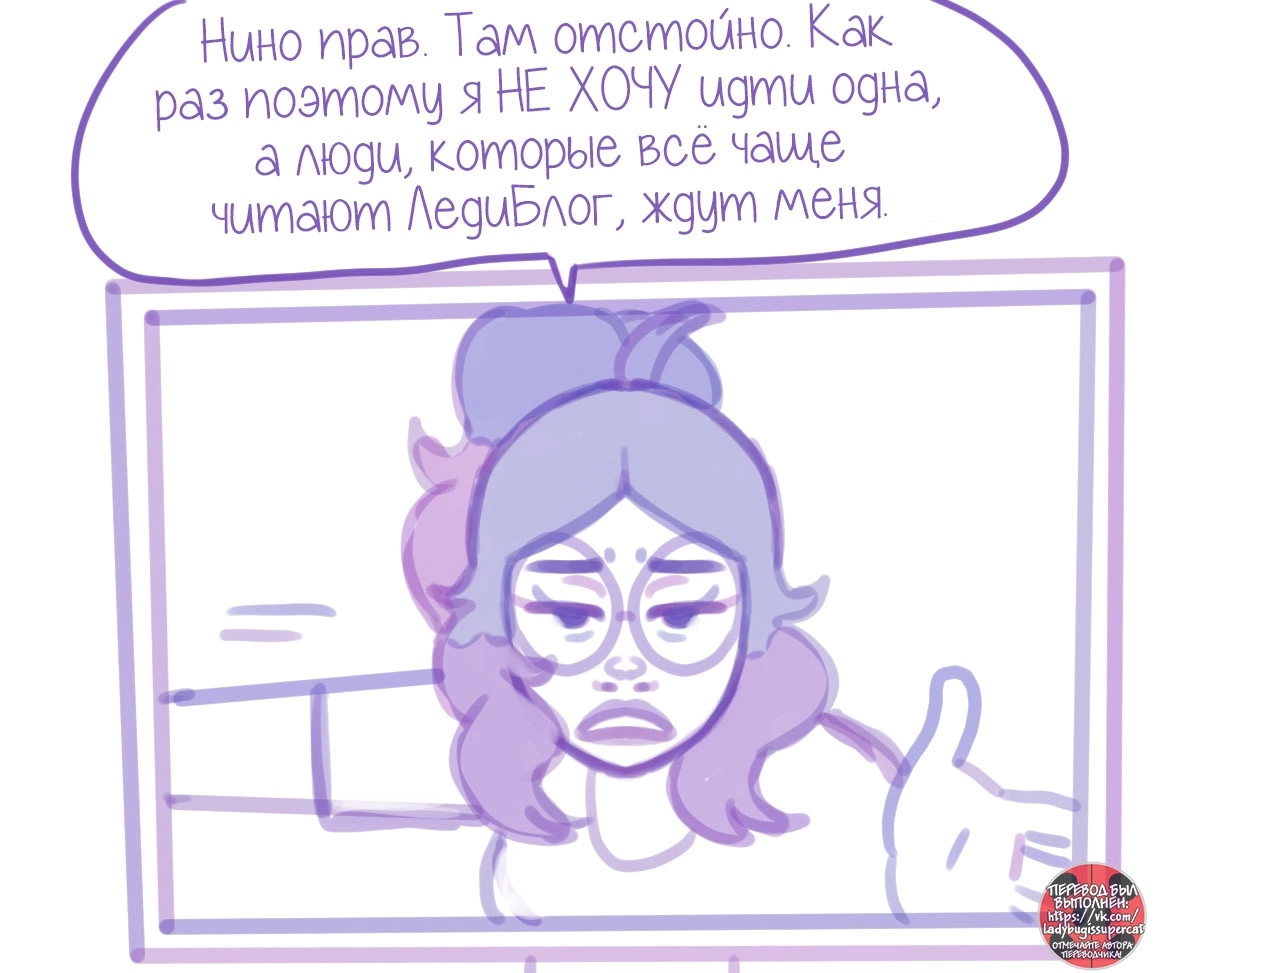 Нино прав. Там отстойно. Как
раз поэтому я НЕ ХОЧУ идти одна,
а люди, которые всё чаще
читают ЛедиБлог, ждут меня.
ПЕРЕВОД БЫЛ
ВЫПОЛНЕН:
https://vk.com/
ladybugissupercat
ОТМЕЧАЙТЕ АВТОРА
ПЕРЕВОДЧИКА!